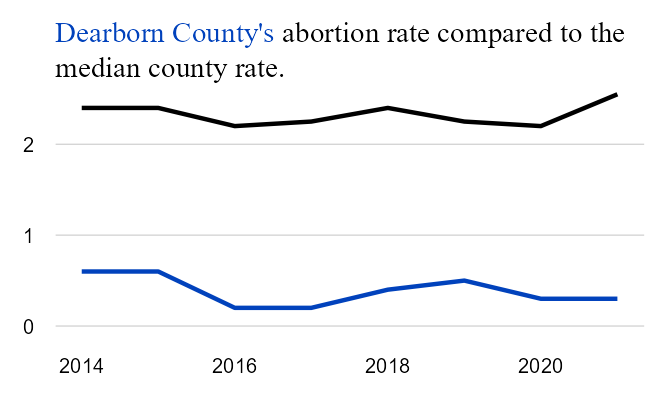 Dearborn County's abortion rate compared to the
median county rate.
2
1
0
2014 2016 2018 2020